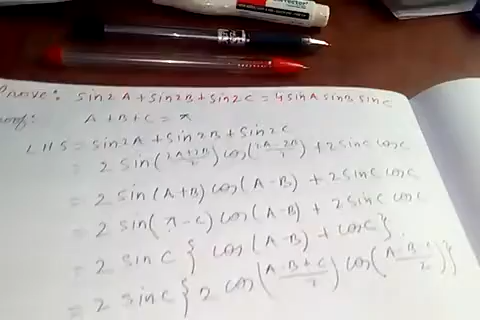 Prove: sin2A + sin2B + sin2C = 4 sinA sinB sinC
Proof: A + B + C = π
LHS = sin2A + sin2B + sin2C
= 2 sin((2A+2B)/2) cos((2A-2B)/2) + 2 sinC cosC
= 2 sin(A+B) cos(A-B) + 2 sinC cosC
= 2 sin(π-C) cos(A-B) + 2 sinC cosC
= 2 sinC { cos(A-B) + cosC }
= 2 sinC { 2 cos((A-B+C)/2) cos((A-B-C)/2) }